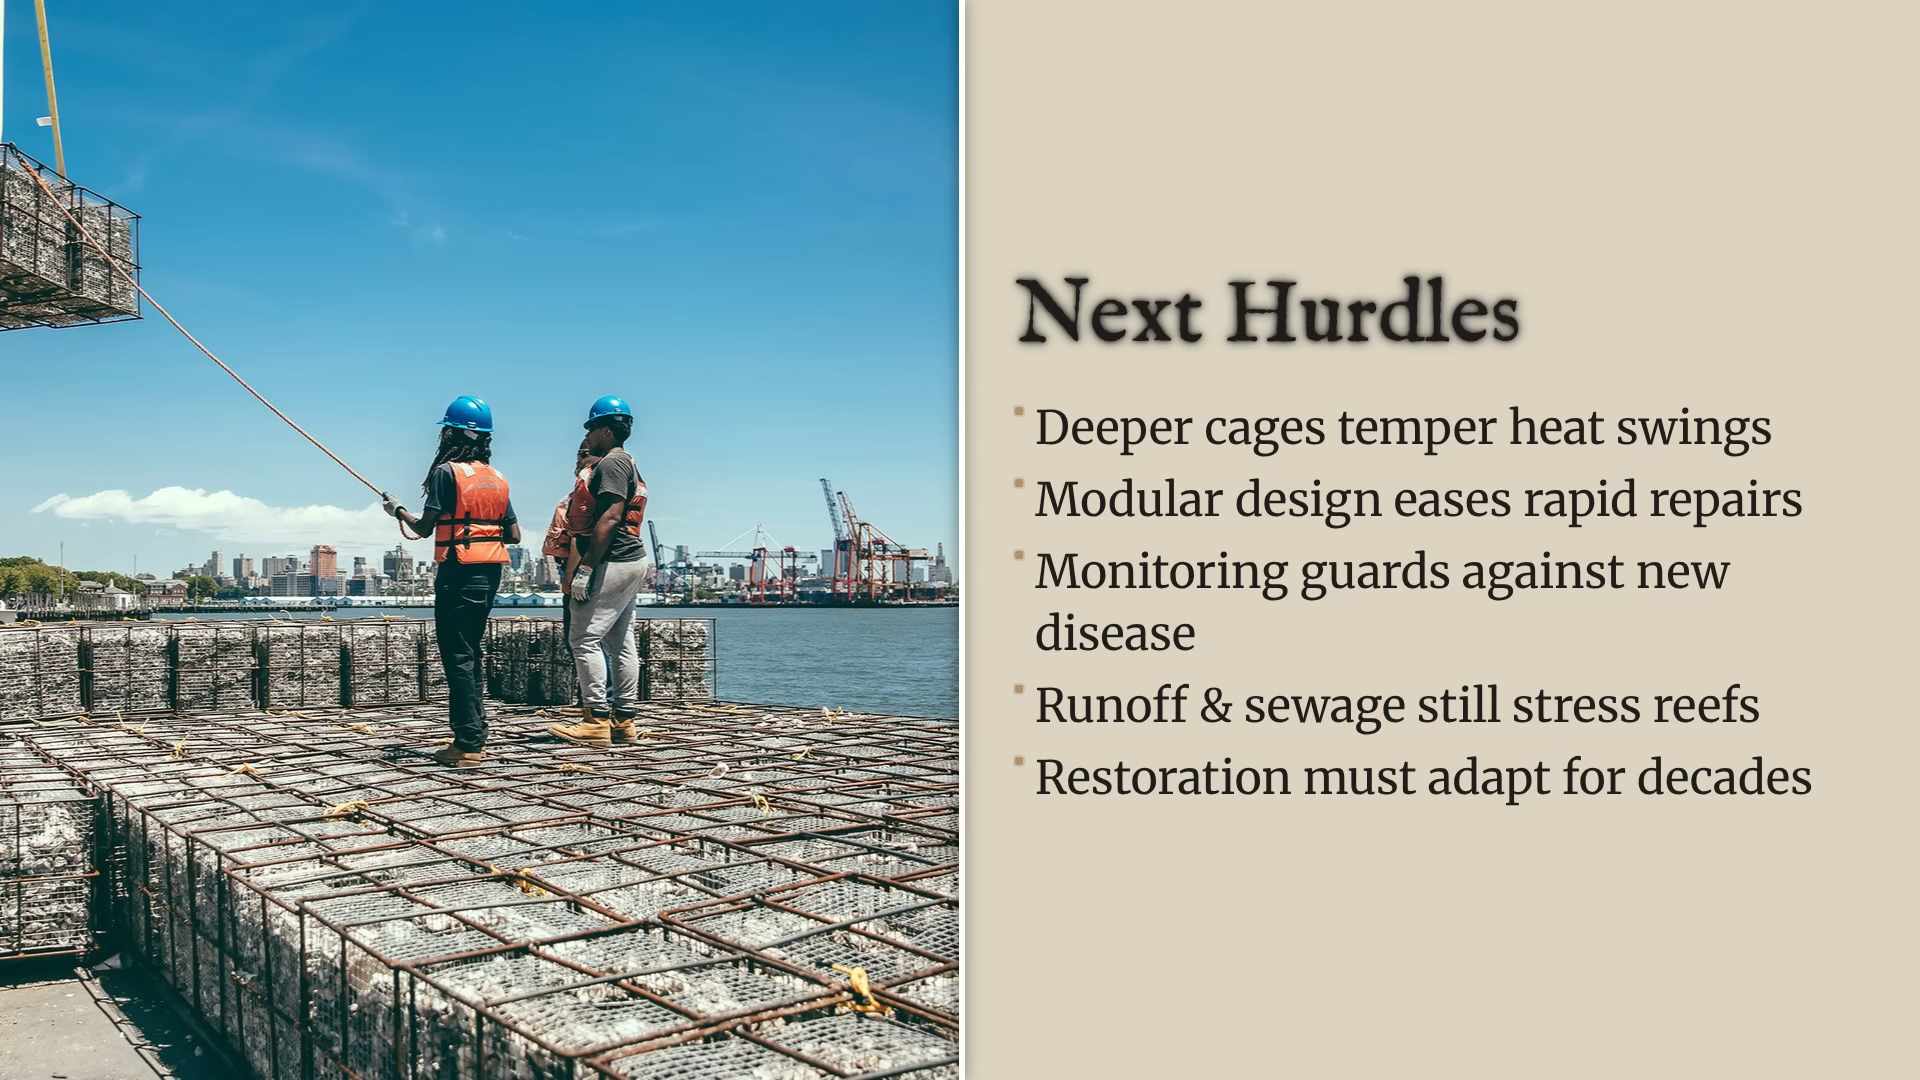 Next Hurdles
Deeper cages temper heat swings
Modular design eases rapid repairs
Monitoring guards against new
disease
Runoff & sewage still stress reefs
Restoration must adapt for decades